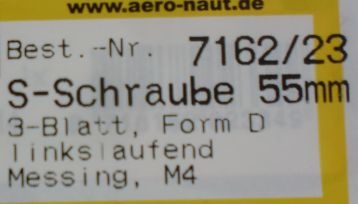 www.aero-naut.de
Best.-Nr. 7162/23
S-Schraube 55mm
3-Blatt, Form D
linkslaufend
Messing, M4